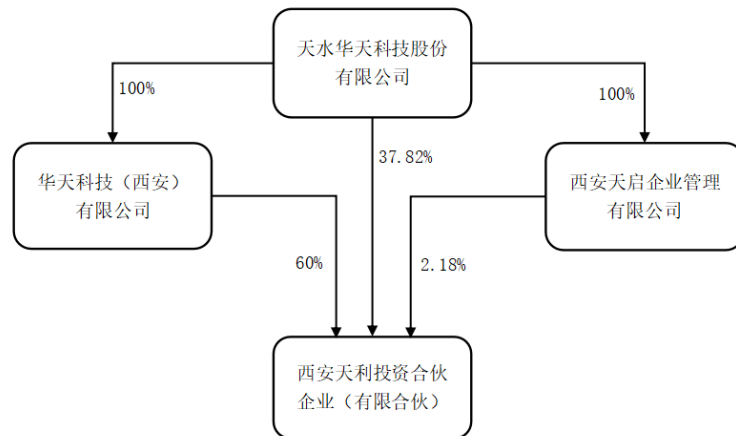 天水华天科技股份
有限公司
100%
100%
37.82%
华天科技（西安）
有限公司
西安天启企业管理
有限公司
60%
2.18%
西安天利投资合伙
企业（有限合伙）